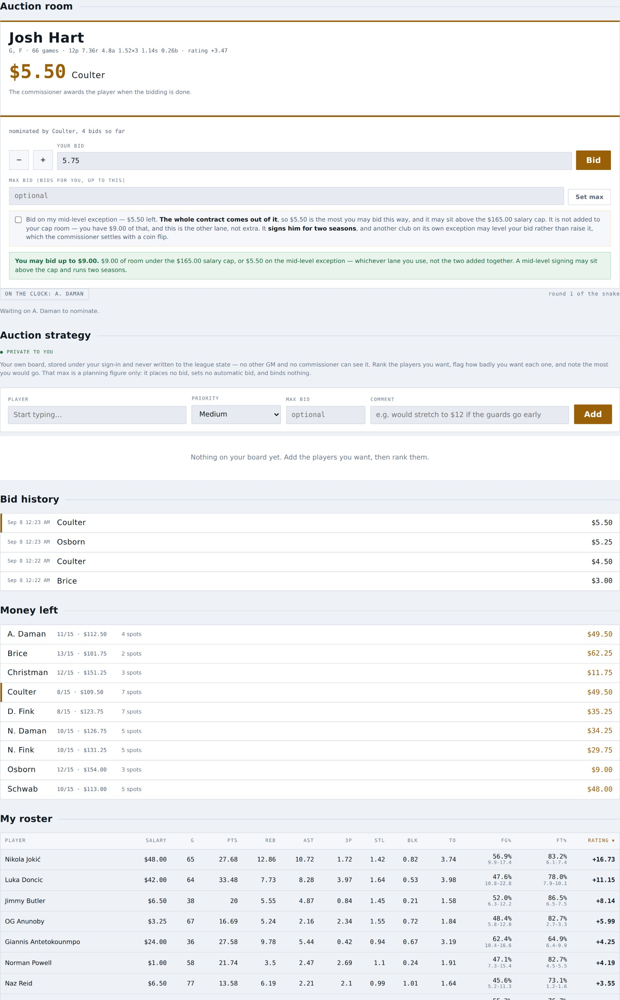 Auction room
Josh Hart
G, F · 66 games · 12p 7.36r 4.8a 1.52×3 1.14s 0.26b · rating +3.47
$5.50 Coulter
The commissioner awards the player when the bidding is done.
nominated by Coulter, 4 bids so far
YOUR BID
− + 5.75 Bid
MAX BID (BIDS FOR YOU, UP TO THIS)
optional Set max
Bid on my mid-level exception — $5.50 left. The whole contract comes out of it, so $5.50 is the most you may bid this way, and it may sit above the $165.00 salary cap. It is not added to
your cap room — you have $9.00 of that, and this is the other lane, not extra. It signs him for two seasons, and another club on its own exception may level your bid rather than raise it,
which the commissioner settles with a coin flip.
You may bid up to $9.00. $9.00 of room under the $165.00 salary cap, or $5.50 on the mid-level exception — whichever lane you use, not the two added together. A mid-level signing may sit
above the cap and runs two seasons.
ON THE CLOCK: A. DAMAN round 1 of the snake
Waiting on A. Daman to nominate.
Auction strategy
● PRIVATE TO YOU
Your own board, stored under your sign-in and never written to the league state — no other GM and no commissioner can see it. Rank the players you want, flag how badly you want each one, and note the most
you would go. That max is a planning figure only: it places no bid, sets no automatic bid, and binds nothing.
PLAYER PRIORITY MAX BID COMMENT
Start typing... Medium optional e.g. would stretch to $12 if the guards go early Add
Nothing on your board yet. Add the players you want, then rank them.
Bid history
Sep 8 12:23 AM Coulter $5.50
Sep 8 12:23 AM Osborn $5.25
Sep 8 12:22 AM Coulter $4.50
Sep 8 12:22 AM Brice $3.00
Money left
A. Daman 11/15 · $112.50 4 spots $49.50
Brice 13/15 · $101.75 2 spots $62.25
Christman 12/15 · $151.25 3 spots $11.75
Coulter 8/15 · $109.50 7 spots $49.50
D. Fink 8/15 · $123.75 7 spots $35.25
N. Daman 10/15 · $126.75 5 spots $34.25
N. Fink 10/15 · $131.25 5 spots $29.75
Osborn 12/15 · $154.00 3 spots $9.00
Schwab 10/15 · $113.00 5 spots $48.00
My roster
PLAYER SALARY G PTS REB AST 3P STL BLK TO FG% FT% RATING ▼
Nikola Jokić $48.00 65 27.68 12.86 10.72 1.72 1.42 0.82 3.74 56.9% 83.2% +16.73
9.9-17.4 6.1-7.4
Luka Doncic $42.00 64 33.48 7.73 8.28 3.97 1.64 0.53 3.98 47.6% 78.0% +11.15
10.8-22.8 7.9-10.1
Jimmy Butler $6.50 38 20 5.55 4.87 0.84 1.45 0.21 1.58 52.0% 86.5% +8.14
6.3-12.2 6.5-7.5
OG Anunoby $3.25 67 16.69 5.24 2.16 2.34 1.55 0.72 1.84 48.4% 82.7% +5.99
5.8-12.0 2.7-3.3
Giannis Antetokounmpo $24.00 36 27.58 9.78 5.44 0.42 0.94 0.67 3.19 62.4% 64.9% +4.25
10.4-16.6 6.4-9.9
Norman Powell $1.00 58 21.74 3.5 2.47 2.69 1.1 0.24 1.91 47.1% 82.7% +4.19
7.3-15.4 4.5-5.5
Naz Reid $6.50 77 13.58 6.19 2.21 2.1 0.99 1.01 1.64 45.6% 73.1% +3.55
5.2-11.3 1.2-1.6